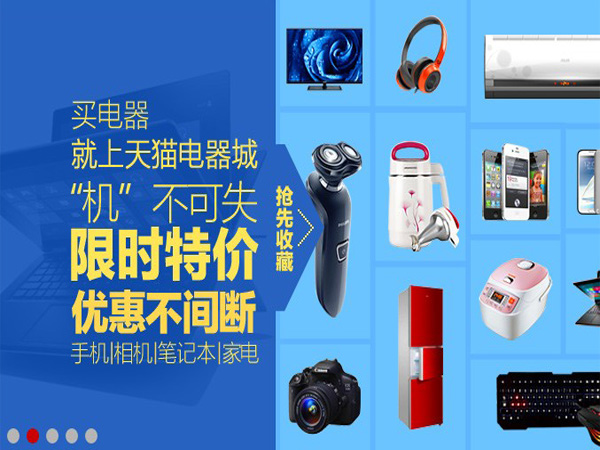 买电器
就上天猫电器城
“机”不可失
限时特价
优惠不间断
手机|相机|笔记本|家电
抢先收藏
Canon